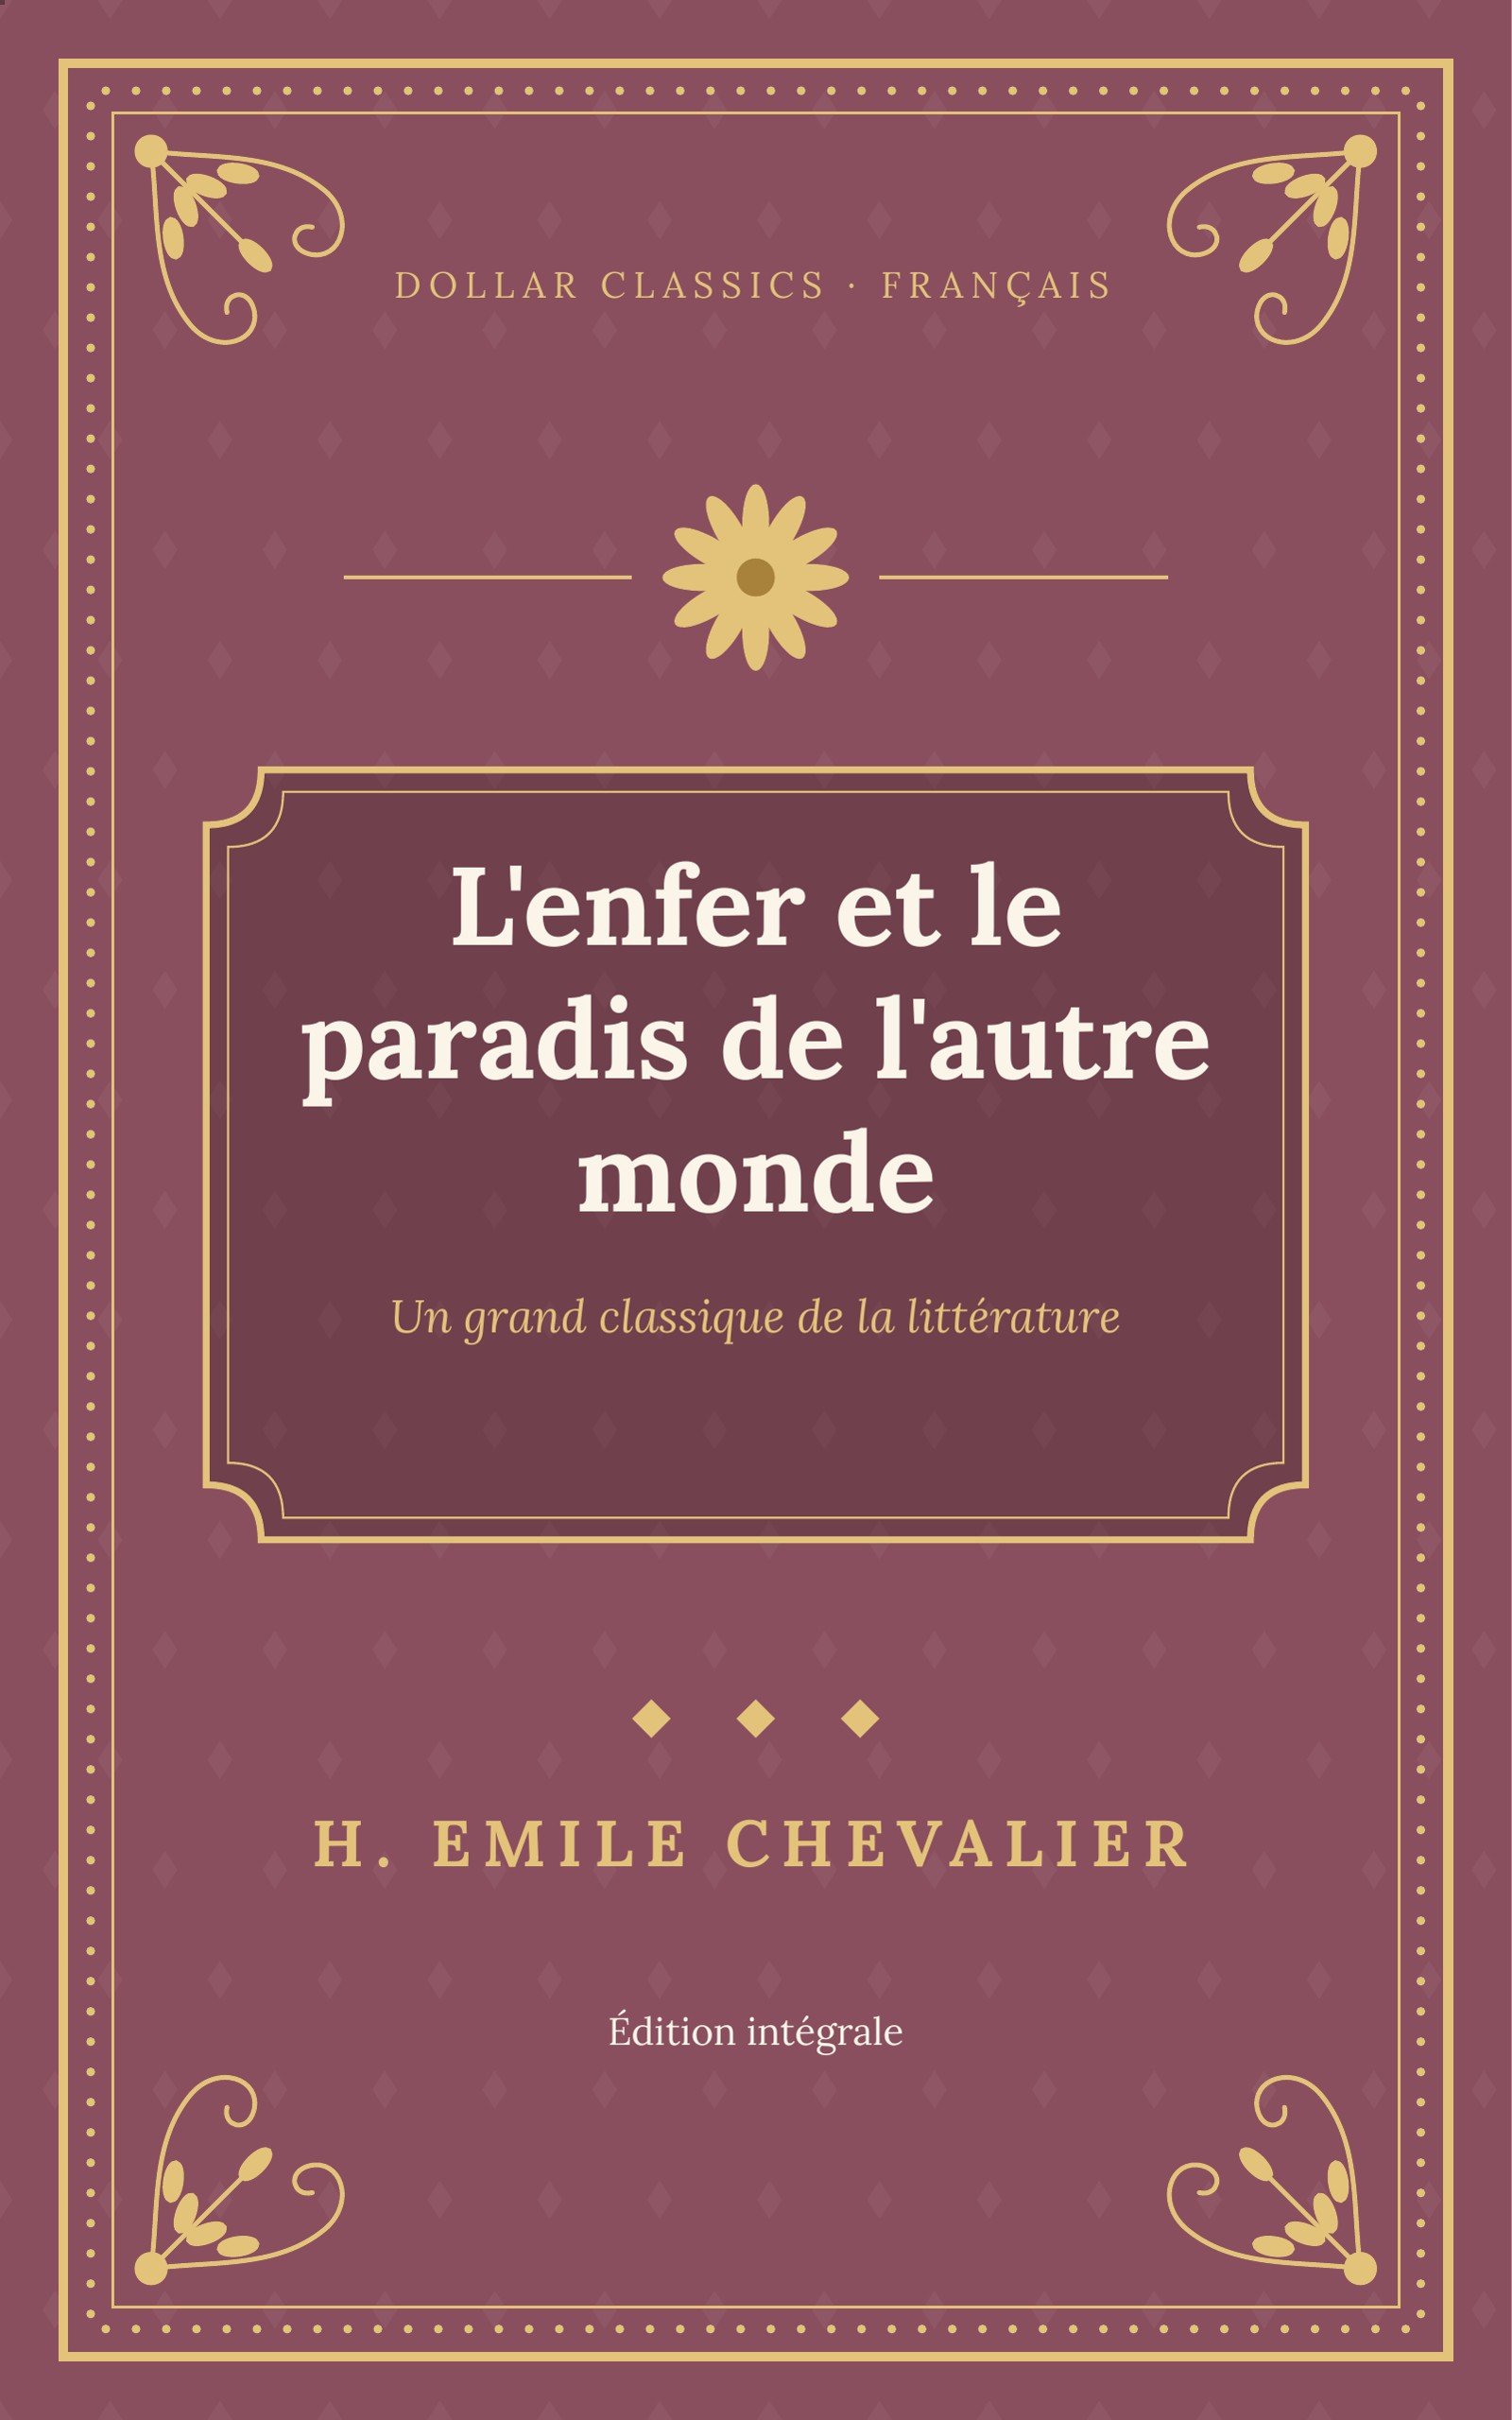 DOLLAR CLASSICS · FRANÇAIS
L'enfer et le
paradis de l'autre
monde
Un grand classique de la littérature
H. EMILE CHEVALIER
Édition intégrale